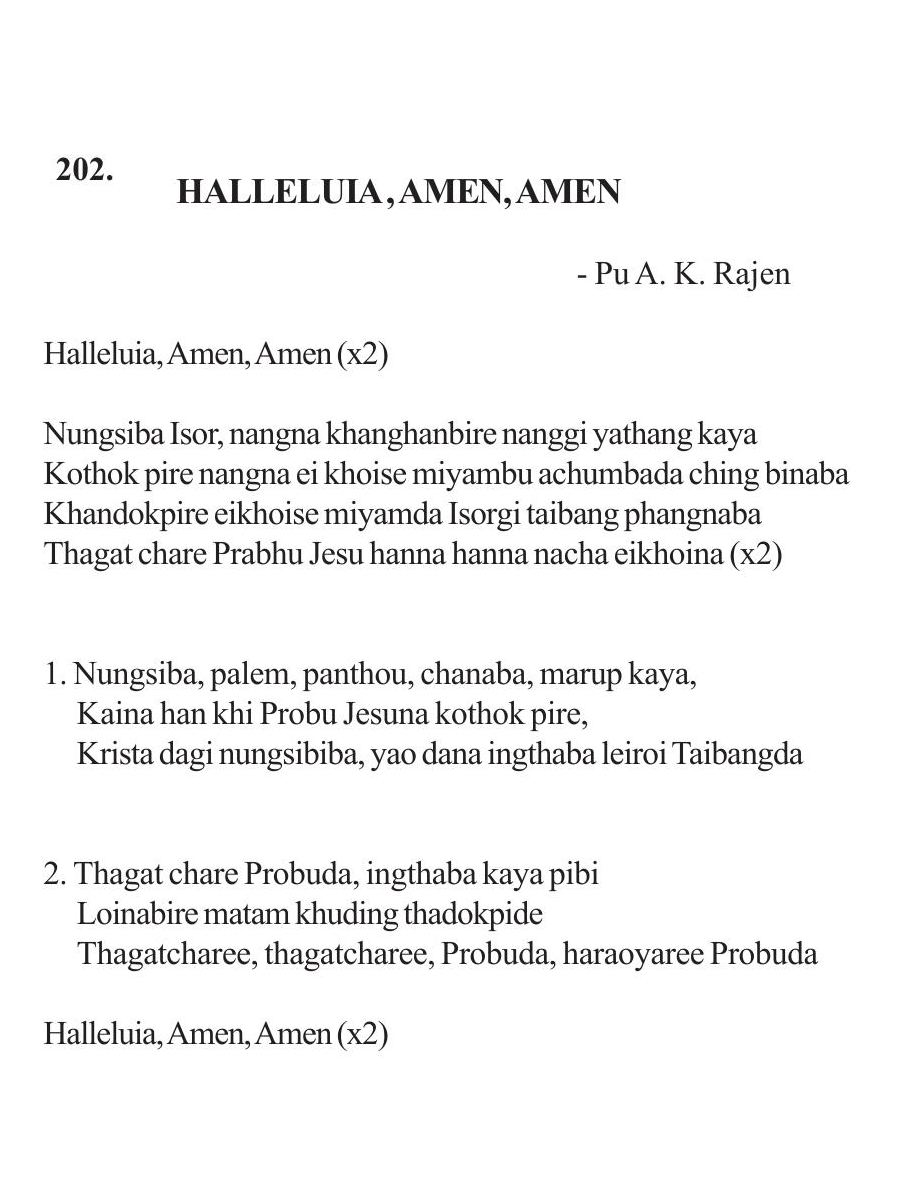 202.
HALLELUIA, AMEN, AMEN
- Pu A. K. Rajen
Halleluia, Amen, Amen (x2)
Nungsiba Isor, nangna khanghanbire nanggi yathang kaya
Kothok pire nangna ei khoise miyambu achumbada ching binaba
Khandokpire eikhoise miyamda Isorgi taibang phangnaba
Thagat chare Prabhu Jesu hanna hanna nacha eikhoina (x2)
1. Nungsiba, palem, panthou, chanaba, marup kaya,
Kaina han khi Probu Jesuna kothok pire,
Krista dagi nungsibiba, yao dana ingthaba leiroi Taibangda
2. Thagat chare Probuda, ingthaba kaya pibi
Loinabire matam khuding thadokpide
Thagatcharee, thagatcharee, Probuda, haraoyaree Probuda
Halleluia, Amen, Amen (x2)